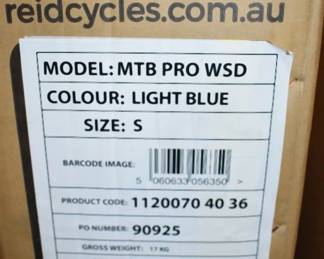 reidcycles.com.au
MODEL: MTB PRO WSD
COLOUR: LIGHT BLUE
SIZE: S
BARCODE IMAGE:
5 060633 056350 >
PRODUCT CODE: 1120070 40 36
PO NUMBER: 90925
GROSS WEIGHT: 17 KG